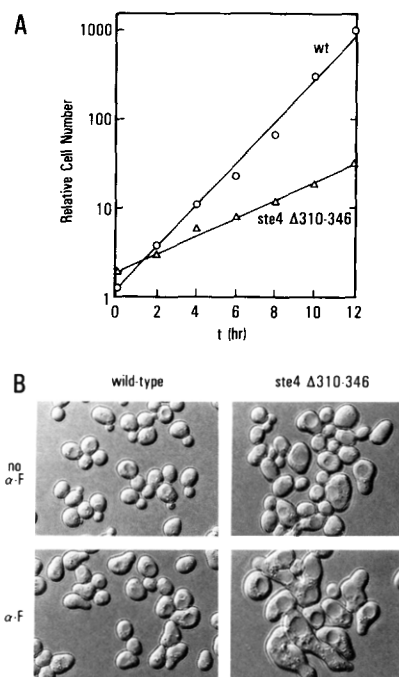 A
1000
100
10
1
Relative Cell Number
wt
ste4 Δ310-346
0 2 4 6 8 10 12
t (hr)
B
wild-type ste4 Δ310-346
no
α-F
α-F